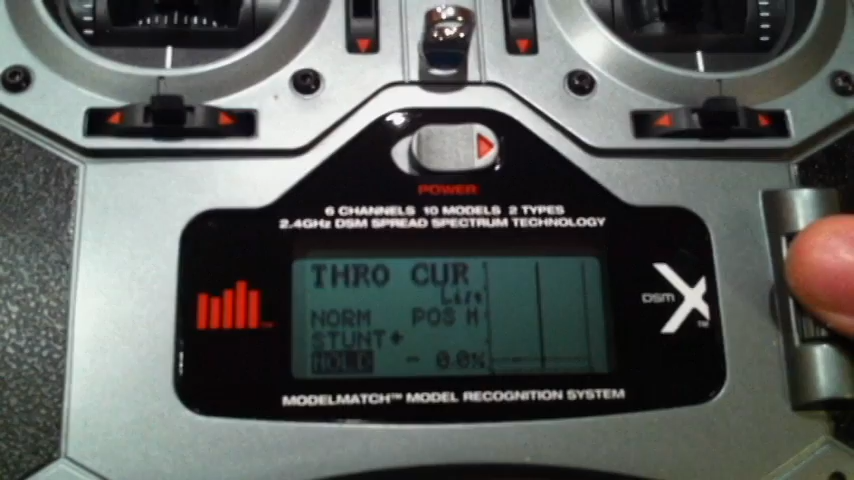 POWER
6 CHANNELS 10 MODELS 2 TYPES
2.4GHz DSM SPREAD SPECTRUM TECHNOLOGY
THRO CUR
NORM POS H
STUNT+
HOLD - 0.0%
DSM X™
MODELMATCH™ MODEL RECOGNITION SYSTEM